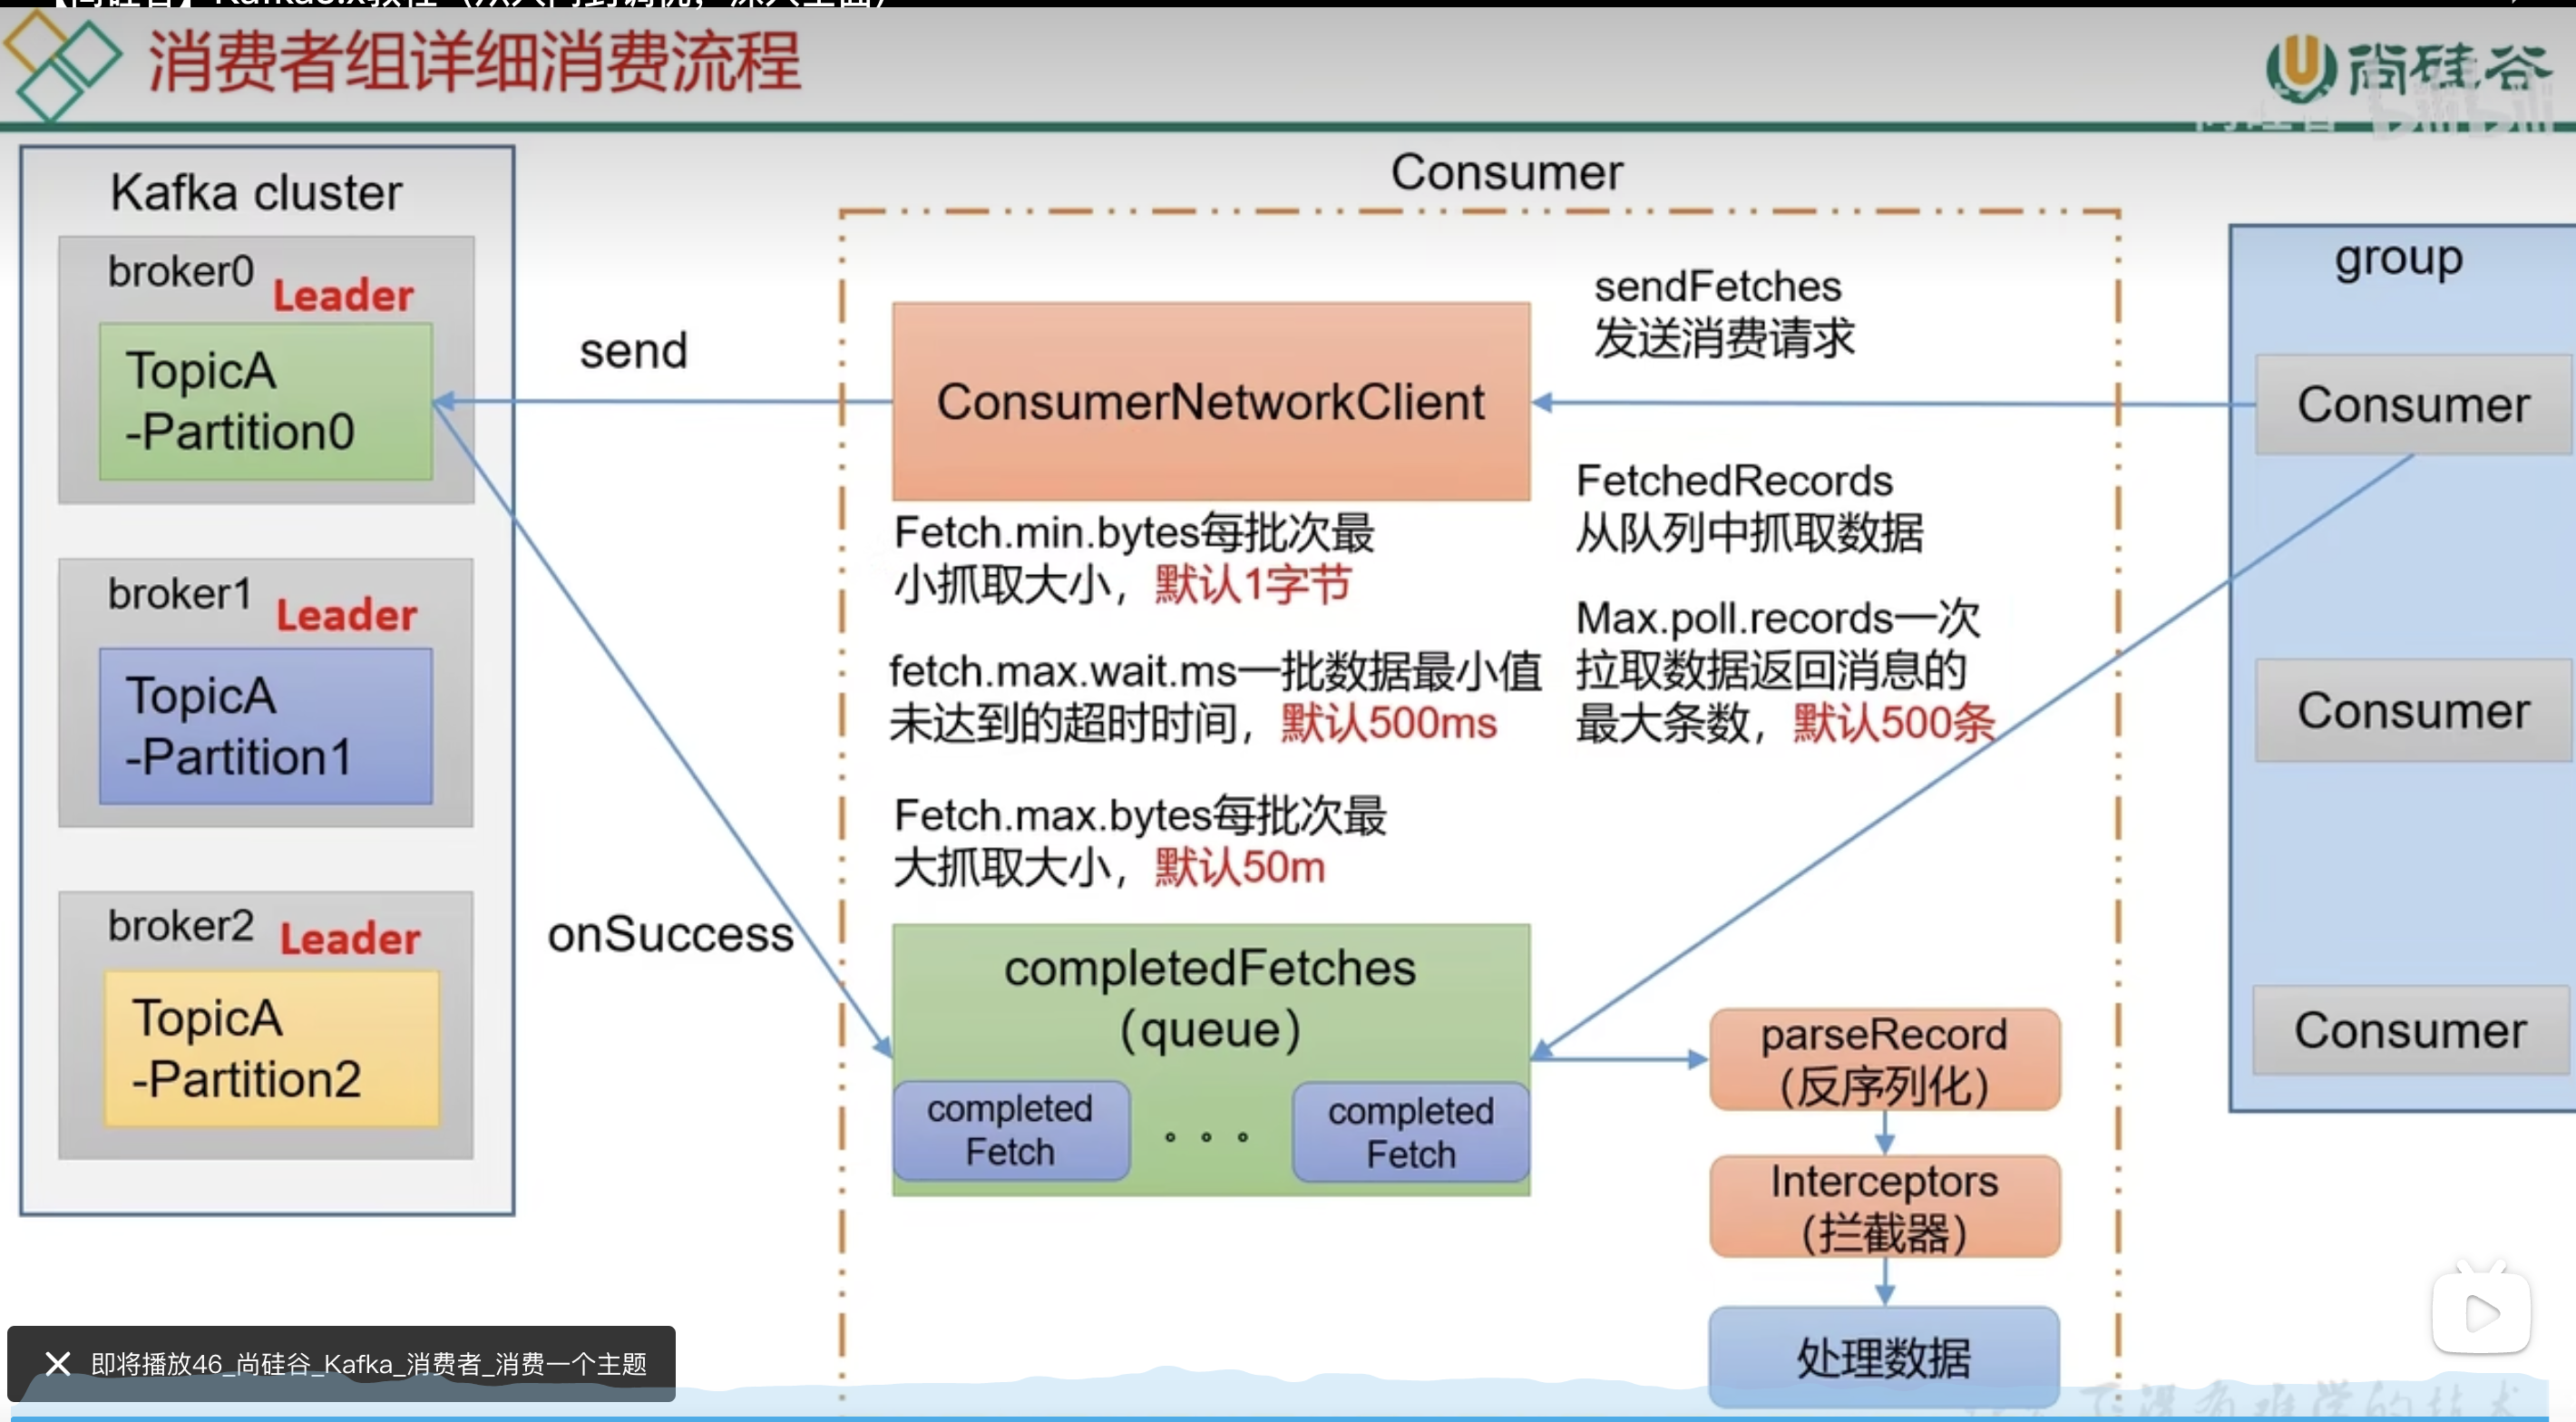 消费者组详细消费流程
尚硅谷
Kafka cluster
broker0
Leader
TopicA
-Partition0
broker1
Leader
TopicA
-Partition1
broker2
Leader
TopicA
-Partition2
send
onSuccess
Consumer
ConsumerNetworkClient
Fetch.min.bytes每批次最
小抓取大小，默认1字节
fetch.max.wait.ms一批数据最小值
未达到的超时时间，默认500ms
Fetch.max.bytes每批次最
大抓取大小，默认50m
completedFetches
（queue）
completed
Fetch
completed
Fetch
sendFetches
发送消费请求
FetchedRecords
从队列中抓取数据
Max.poll.records一次
拉取数据返回消息的
最大条数，默认500条
parseRecord
（反序列化）
Interceptors
（拦截器）
处理数据
group
Consumer
Consumer
Consumer
即将播放46_尚硅谷_Kafka_消费者_消费一个主题